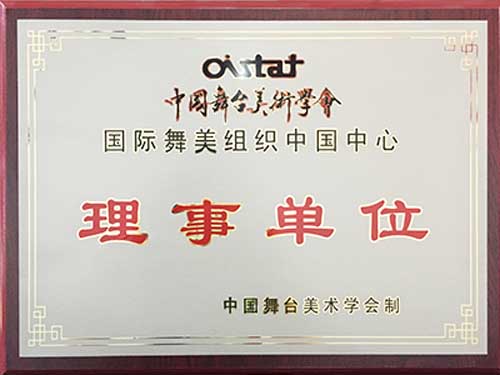 oistat
中国舞台美術學會
国际舞美组织中国中心
理事单位
中国舞台美术学会制